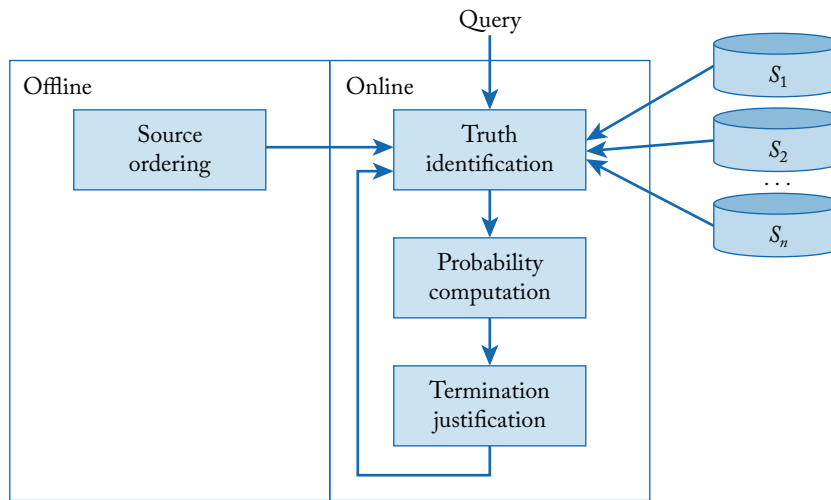 Query
Offline
Online
Source
ordering
Truth
identification
Probability
computation
Termination
justification
S1
S2
...
Sn